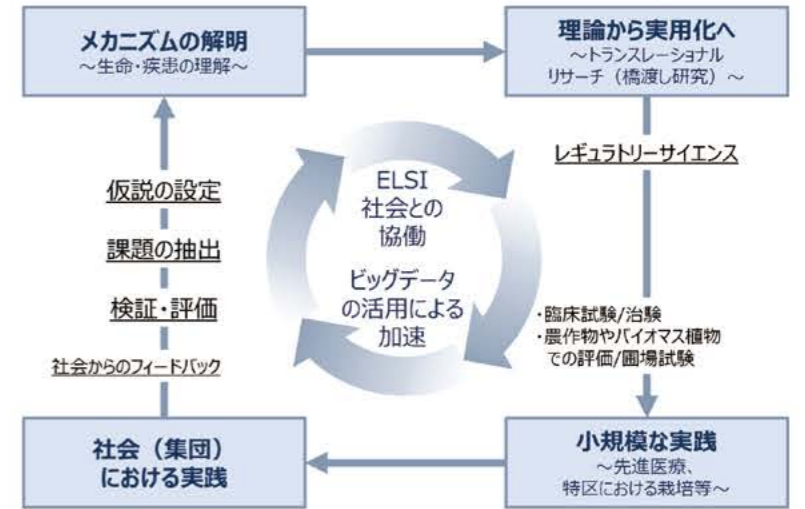 メカニズムの解明
～生命・疾患の理解～
理論から実用化へ
～トランスレーショナル
リサーチ（橋渡し研究）～
レギュラトリーサイエンス
仮説の設定
課題の抽出
検証・評価
社会からのフィードバック
ELSI
社会との
協働
ビッグデータ
の活用による
加速
・臨床試験/治験
・農作物やバイオマス植物
での評価/圃場試験
社会（集団）
における実践
小規模な実践
～先進医療、
特区における栽培等～